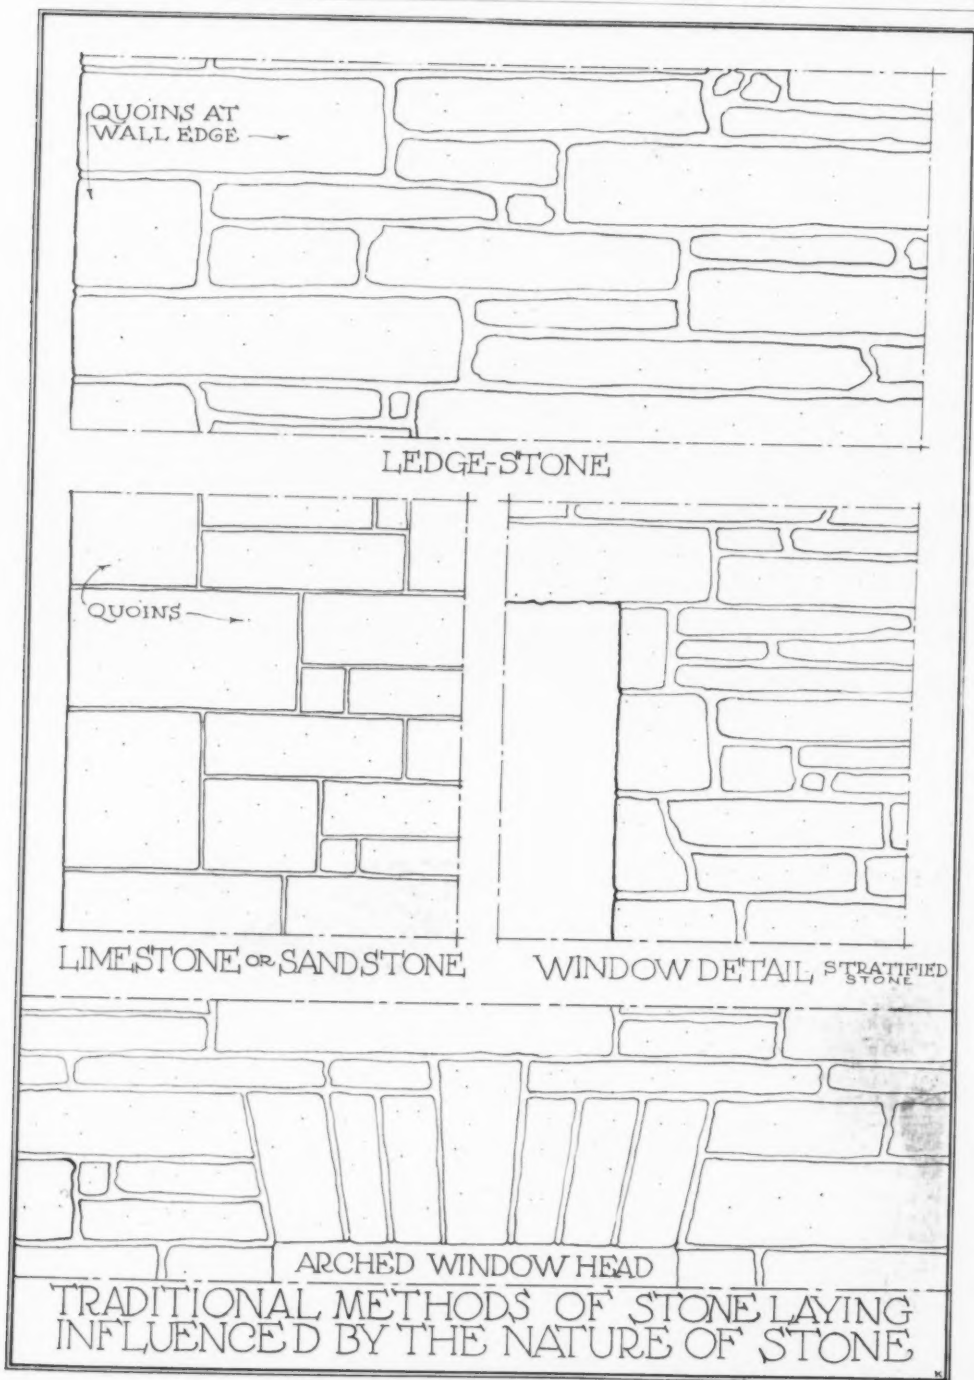 QUOINS AT
WALL EDGE
LEDGE-STONE
QUOINS
LIMESTONE OR SANDSTONE
WINDOW DETAIL STRATIFIED
STONE
ARCHED WINDOW HEAD
TRADITIONAL METHODS OF STONE LAYING
INFLUENCED BY THE NATURE OF STONE